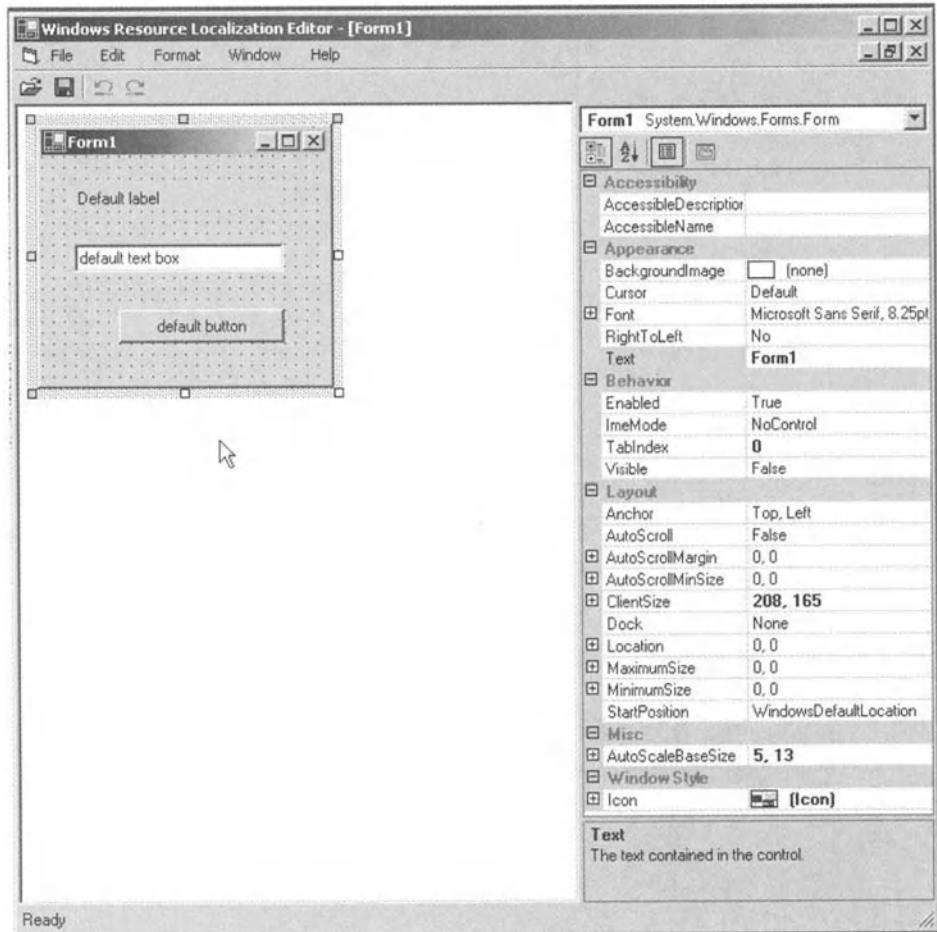 Windows Resource Localization Editor - [Form1]
File Edit Format Window Help
Form1
Default label
default text box
default button
Form1 System.Windows.Forms.Form
Accessibility
AccessibleDescription
AccessibleName
Appearance
BackgroundImage (none)
Cursor Default
Font Microsoft Sans Serif, 8.25pt
RightToLeft No
Text Form1
Behavior
Enabled True
ImeMode NoControl
TabIndex 0
Visible False
Layout
Anchor Top, Left
AutoScroll False
AutoScrollMargin 0, 0
AutoScrollMinSize 0, 0
ClientSize 208, 165
Dock None
Location 0, 0
MaximumSize 0, 0
MinimumSize 0, 0
StartPosition WindowsDefaultLocation
Misc
AutoScaleBaseSize 5, 13
Window Style
Icon (Icon)
Text
The text contained in the control.
Ready